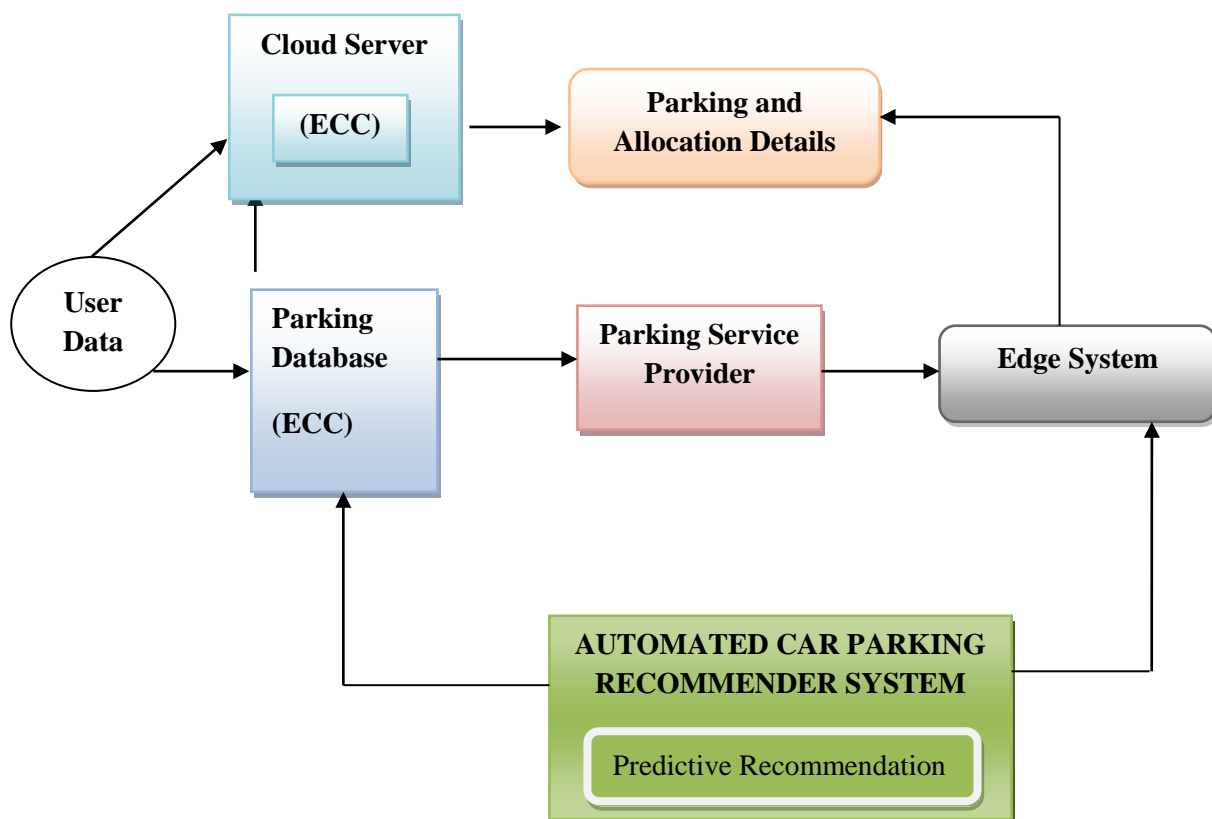 Cloud Server
(ECC)
Parking and
Allocation Details
User
Data
Parking
Database
(ECC)
Parking Service
Provider
Edge System
AUTOMATED CAR PARKING
RECOMMENDER SYSTEM
Predictive Recommendation